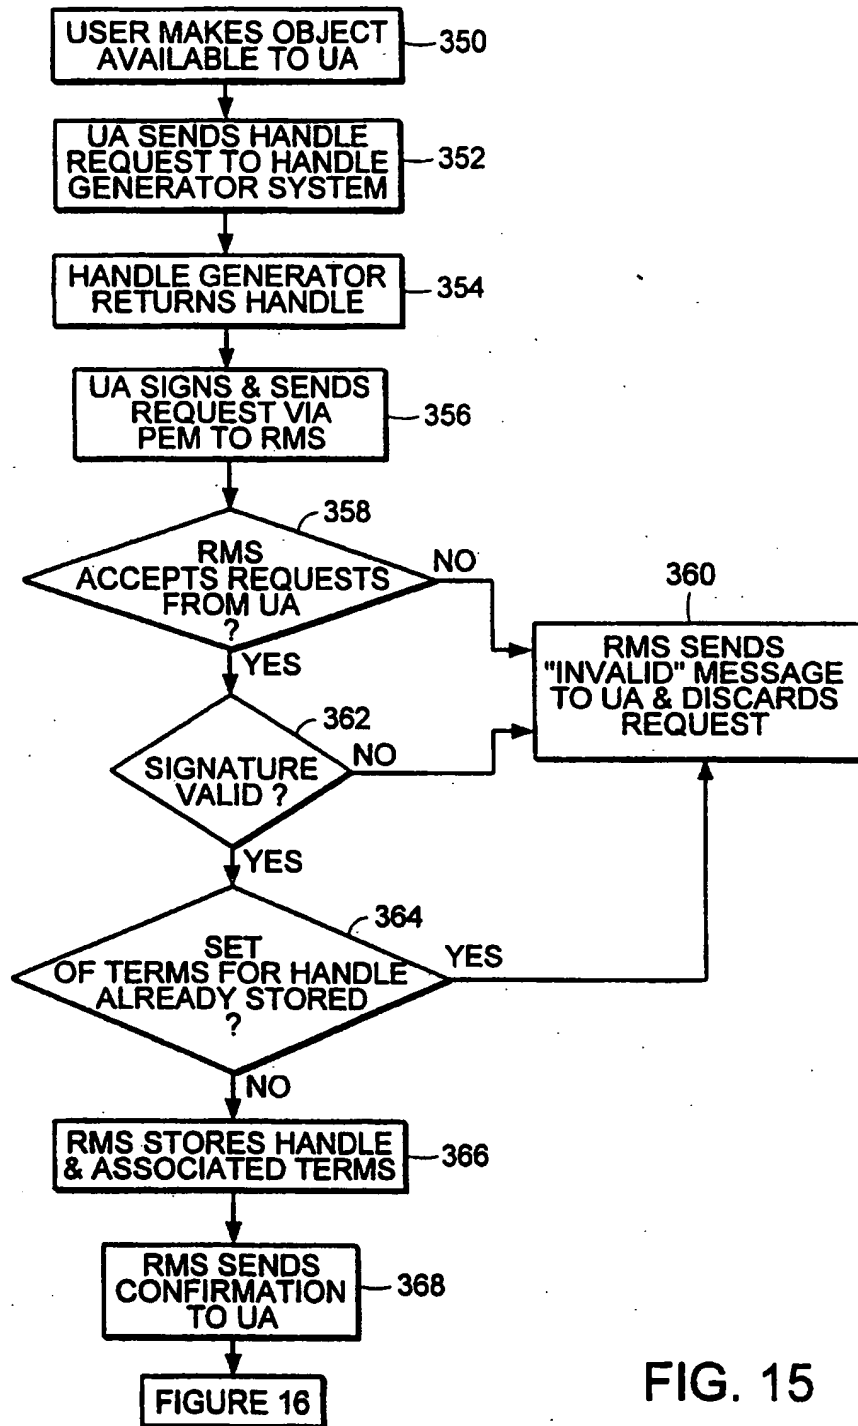 USER MAKES OBJECT
AVAILABLE TO UA
350
UA SENDS HANDLE
REQUEST TO HANDLE
GENERATOR SYSTEM
352
HANDLE GENERATOR
RETURNS HANDLE
354
UA SIGNS & SENDS
REQUEST VIA
PEM TO RMS
356
358
RMS
ACCEPTS REQUESTS
FROM UA
?
NO
YES
360
RMS SENDS
"INVALID" MESSAGE
TO UA & DISCARDS
REQUEST
362
SIGNATURE
VALID ?
NO
YES
364
SET
OF TERMS FOR HANDLE
ALREADY STORED
?
YES
NO
RMS STORES HANDLE
& ASSOCIATED TERMS
366
RMS SENDS
CONFIRMATION
TO UA
368
FIGURE 16
FIG. 15